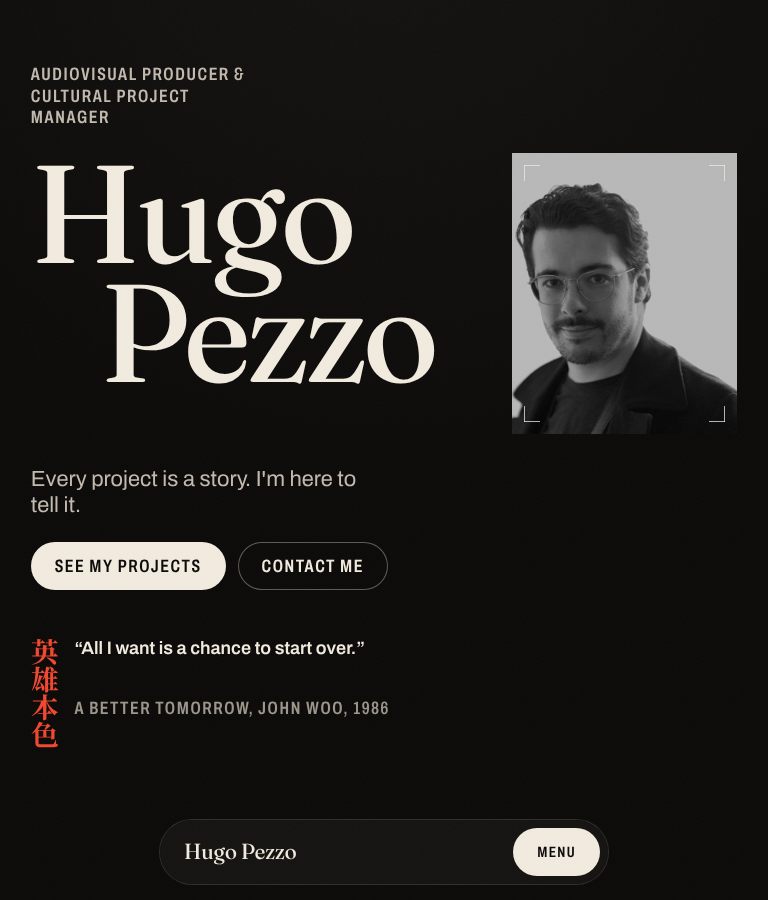 AUDIOVISUAL PRODUCER &
CULTURAL PROJECT
MANAGER
Hugo
Pezzo
Every project is a story. I'm here to
tell it.
SEE MY PROJECTS
CONTACT ME
英雄本色
“All I want is a chance to start over.”
A BETTER TOMORROW, JOHN WOO, 1986
Hugo Pezzo
MENU